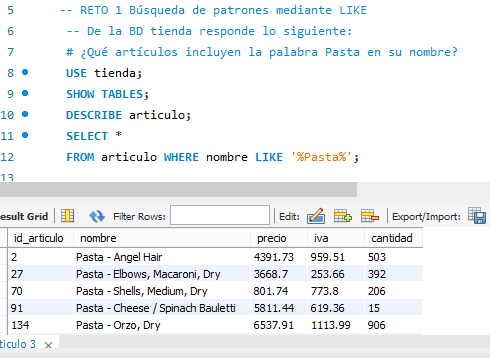 5 -- RETO 1 Búsqueda de patrones mediante LIKE
6 -- De la BD tienda responde lo siguiente:
7 # ¿Qué artículos incluyen la palabra Pasta en su nombre?
8 USE tienda;
9 SHOW TABLES;
10 DESCRIBE articulo;
11 SELECT *
12 FROM articulo WHERE nombre LIKE '%Pasta%';
13
esult Grid Filter Rows: Edit: Export/Import:
id_articulo nombre precio iva cantidad
2 Pasta - Angel Hair 4391.73 959.51 503
27 Pasta - Elbows, Macaroni, Dry 3668.7 253.66 392
70 Pasta - Shells, Medium, Dry 801.74 773.8 206
91 Pasta - Cheese / Spinach Bauletti 5811.44 619.36 15
134 Pasta - Orzo, Dry 6537.91 1113.99 906
ticulo 3